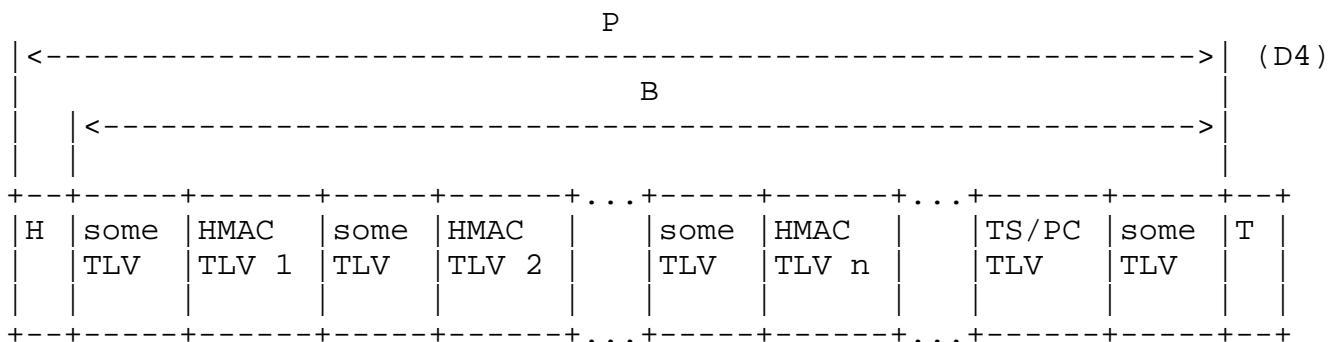 P
|<--------------------------------------------------------->| (D4)
|                                       B                   |
|  |<------------------------------------------------------>|
|  |                                                        |
+--+-----+------+-----+------+...+-----+------+...+------+-----+--+
|H |some |HMAC  |some |HMAC  |   |some |HMAC  |   |TS/PC |some |T |
|  |TLV  |TLV 1 |TLV  |TLV 2 |   |TLV  |TLV n |   |TLV   |TLV  |  |
|  |     |      |     |      |   |     |      |   |      |     |  |
+--+-----+------+-----+------+...+-----+------+...+------+-----+--+